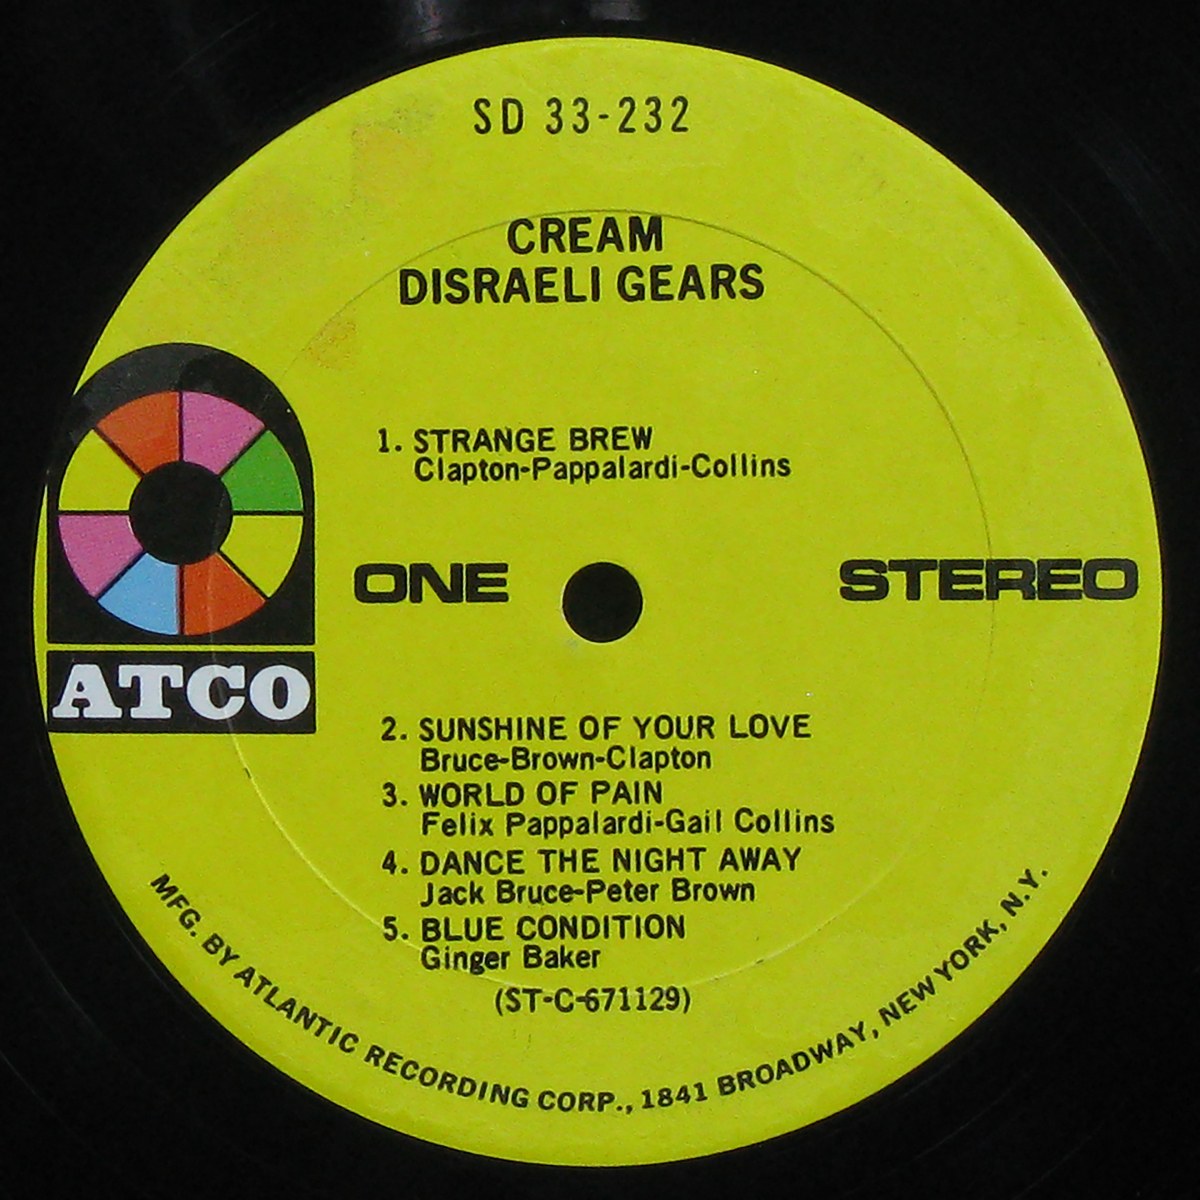 SD 33-232
CREAM
DISRAELI GEARS
1. STRANGE BREW
Clapton-Pappalardi-Collins
ONE
STEREO
ATCO
2. SUNSHINE OF YOUR LOVE
Bruce-Brown-Clapton
3. WORLD OF PAIN
Felix Pappalardi-Gail Collins
4. DANCE THE NIGHT AWAY
Jack Bruce-Peter Brown
5. BLUE CONDITION
Ginger Baker
(ST-C-671129)
MFG. BY ATLANTIC RECORDING CORP., 1841 BROADWAY, NEW YORK, N.Y.